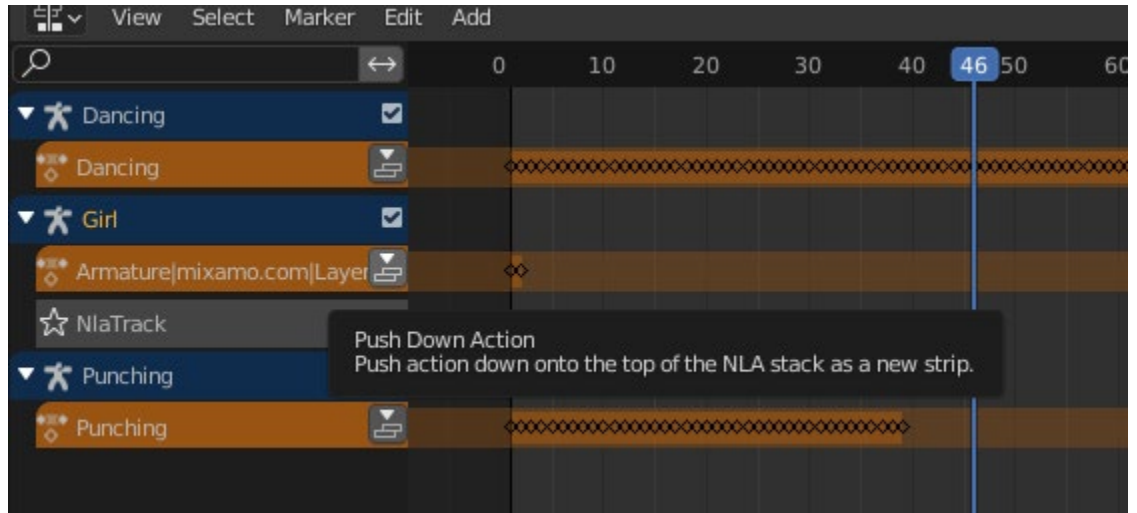 View Select Marker Edit Add
0 10 20 30 40 46 50 60
Dancing
Dancing
Girl
Armature|mixamo.com|Layer
NlaTrack
Push Down Action
Push action down onto the top of the NLA stack as a new strip.
Punching
Punching